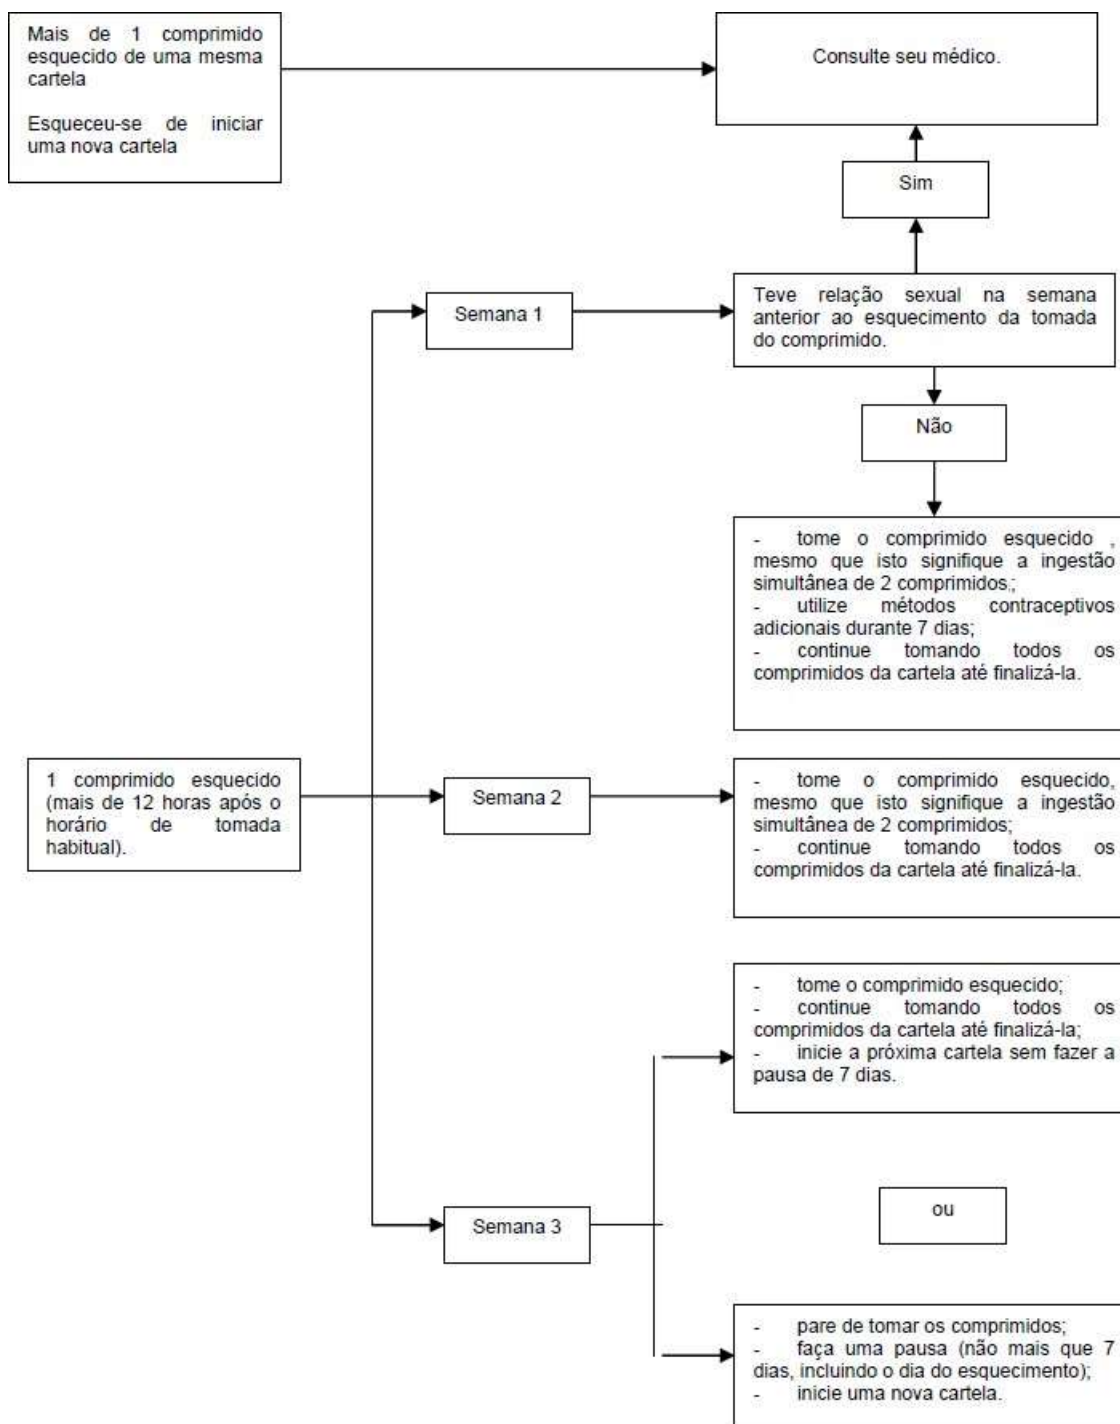 Mais de 1 comprimido
esquecido de uma mesma
cartela
Esqueceu-se de iniciar
uma nova cartela
Consulte seu médico.
Sim
Semana 1
Teve relação sexual na semana
anterior ao esquecimento da tomada
do comprimido.
Não
- tome o comprimido esquecido ,
mesmo que isto signifique a ingestão
simultânea de 2 comprimidos.;
- utilize métodos contraceptivos
adicionais durante 7 dias;
- continue tomando todos os
comprimidos da cartela até finalizá-la.
1 comprimido esquecido
(mais de 12 horas após o
horário de tomada
habitual).
Semana 2
- tome o comprimido esquecido,
mesmo que isto signifique a ingestão
simultânea de 2 comprimidos;
- continue tomando todos os
comprimidos da cartela até finalizá-la.
Semana 3
- tome o comprimido esquecido;
- continue tomando todos os
comprimidos da cartela até finalizá-la;
- inicie a próxima cartela sem fazer a
pausa de 7 dias.
ou
- pare de tomar os comprimidos;
- faça uma pausa (não mais que 7
dias, incluindo o dia do esquecimento);
- inicie uma nova cartela.